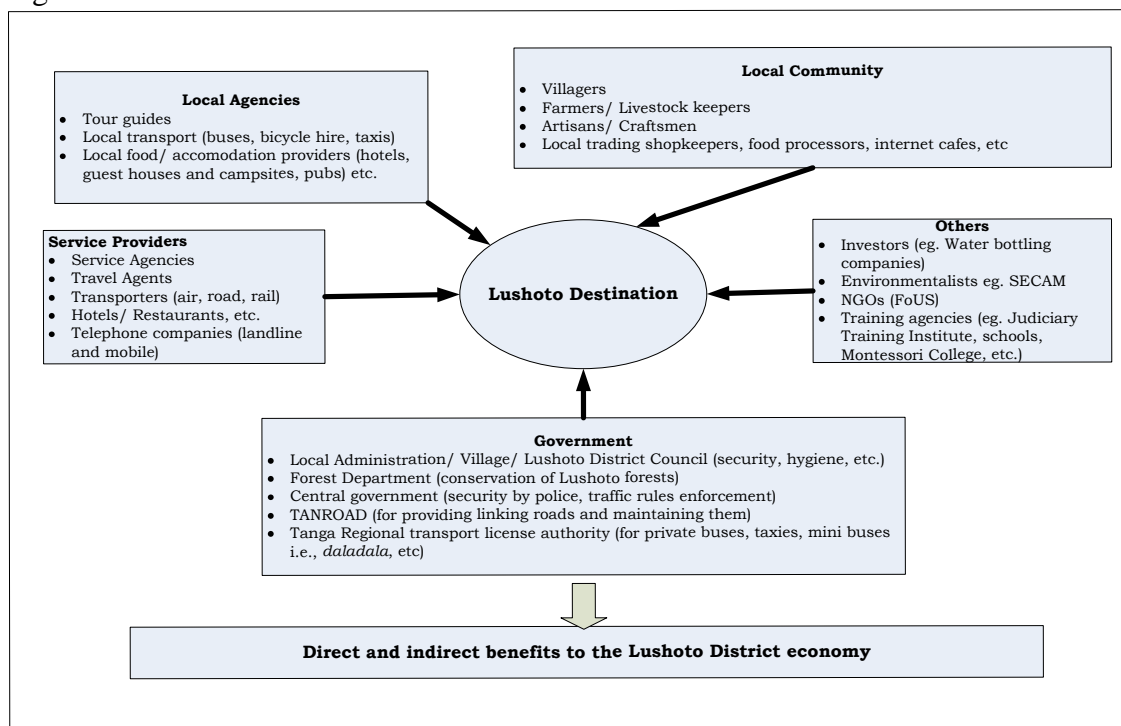 Local Agencies
• Tour guides
• Local transport (buses, bicycle hire, taxis)
• Local food/ accomodation providers (hotels,
guest houses and campsites, pubs) etc.
Local Community
• Villagers
• Farmers/ Livestock keepers
• Artisans/ Craftsmen
• Local trading shopkeepers, food processors, internet cafes, etc
Service Providers
• Service Agencies
• Travel Agents
• Transporters (air, road, rail)
• Hotels/ Restaurants, etc.
• Telephone companies (landline
and mobile)
Lushoto Destination
Others
• Investors (eg. Water bottling
companies)
• Environmentalists eg. SECAM
• NGOs (FoUS)
• Training agencies (eg. Judiciary
Training Institute, schools,
Montessori College, etc.)
Government
• Local Administration/ Village/ Lushoto District Council (security, hygiene, etc.)
• Forest Department (conservation of Lushoto forests)
• Central government (security by police, traffic rules enforcement)
• TANROAD (for providing linking roads and maintaining them)
• Tanga Regional transport license authority (for private buses, taxies, mini buses
i.e., daladala, etc)
Direct and indirect benefits to the Lushoto District economy